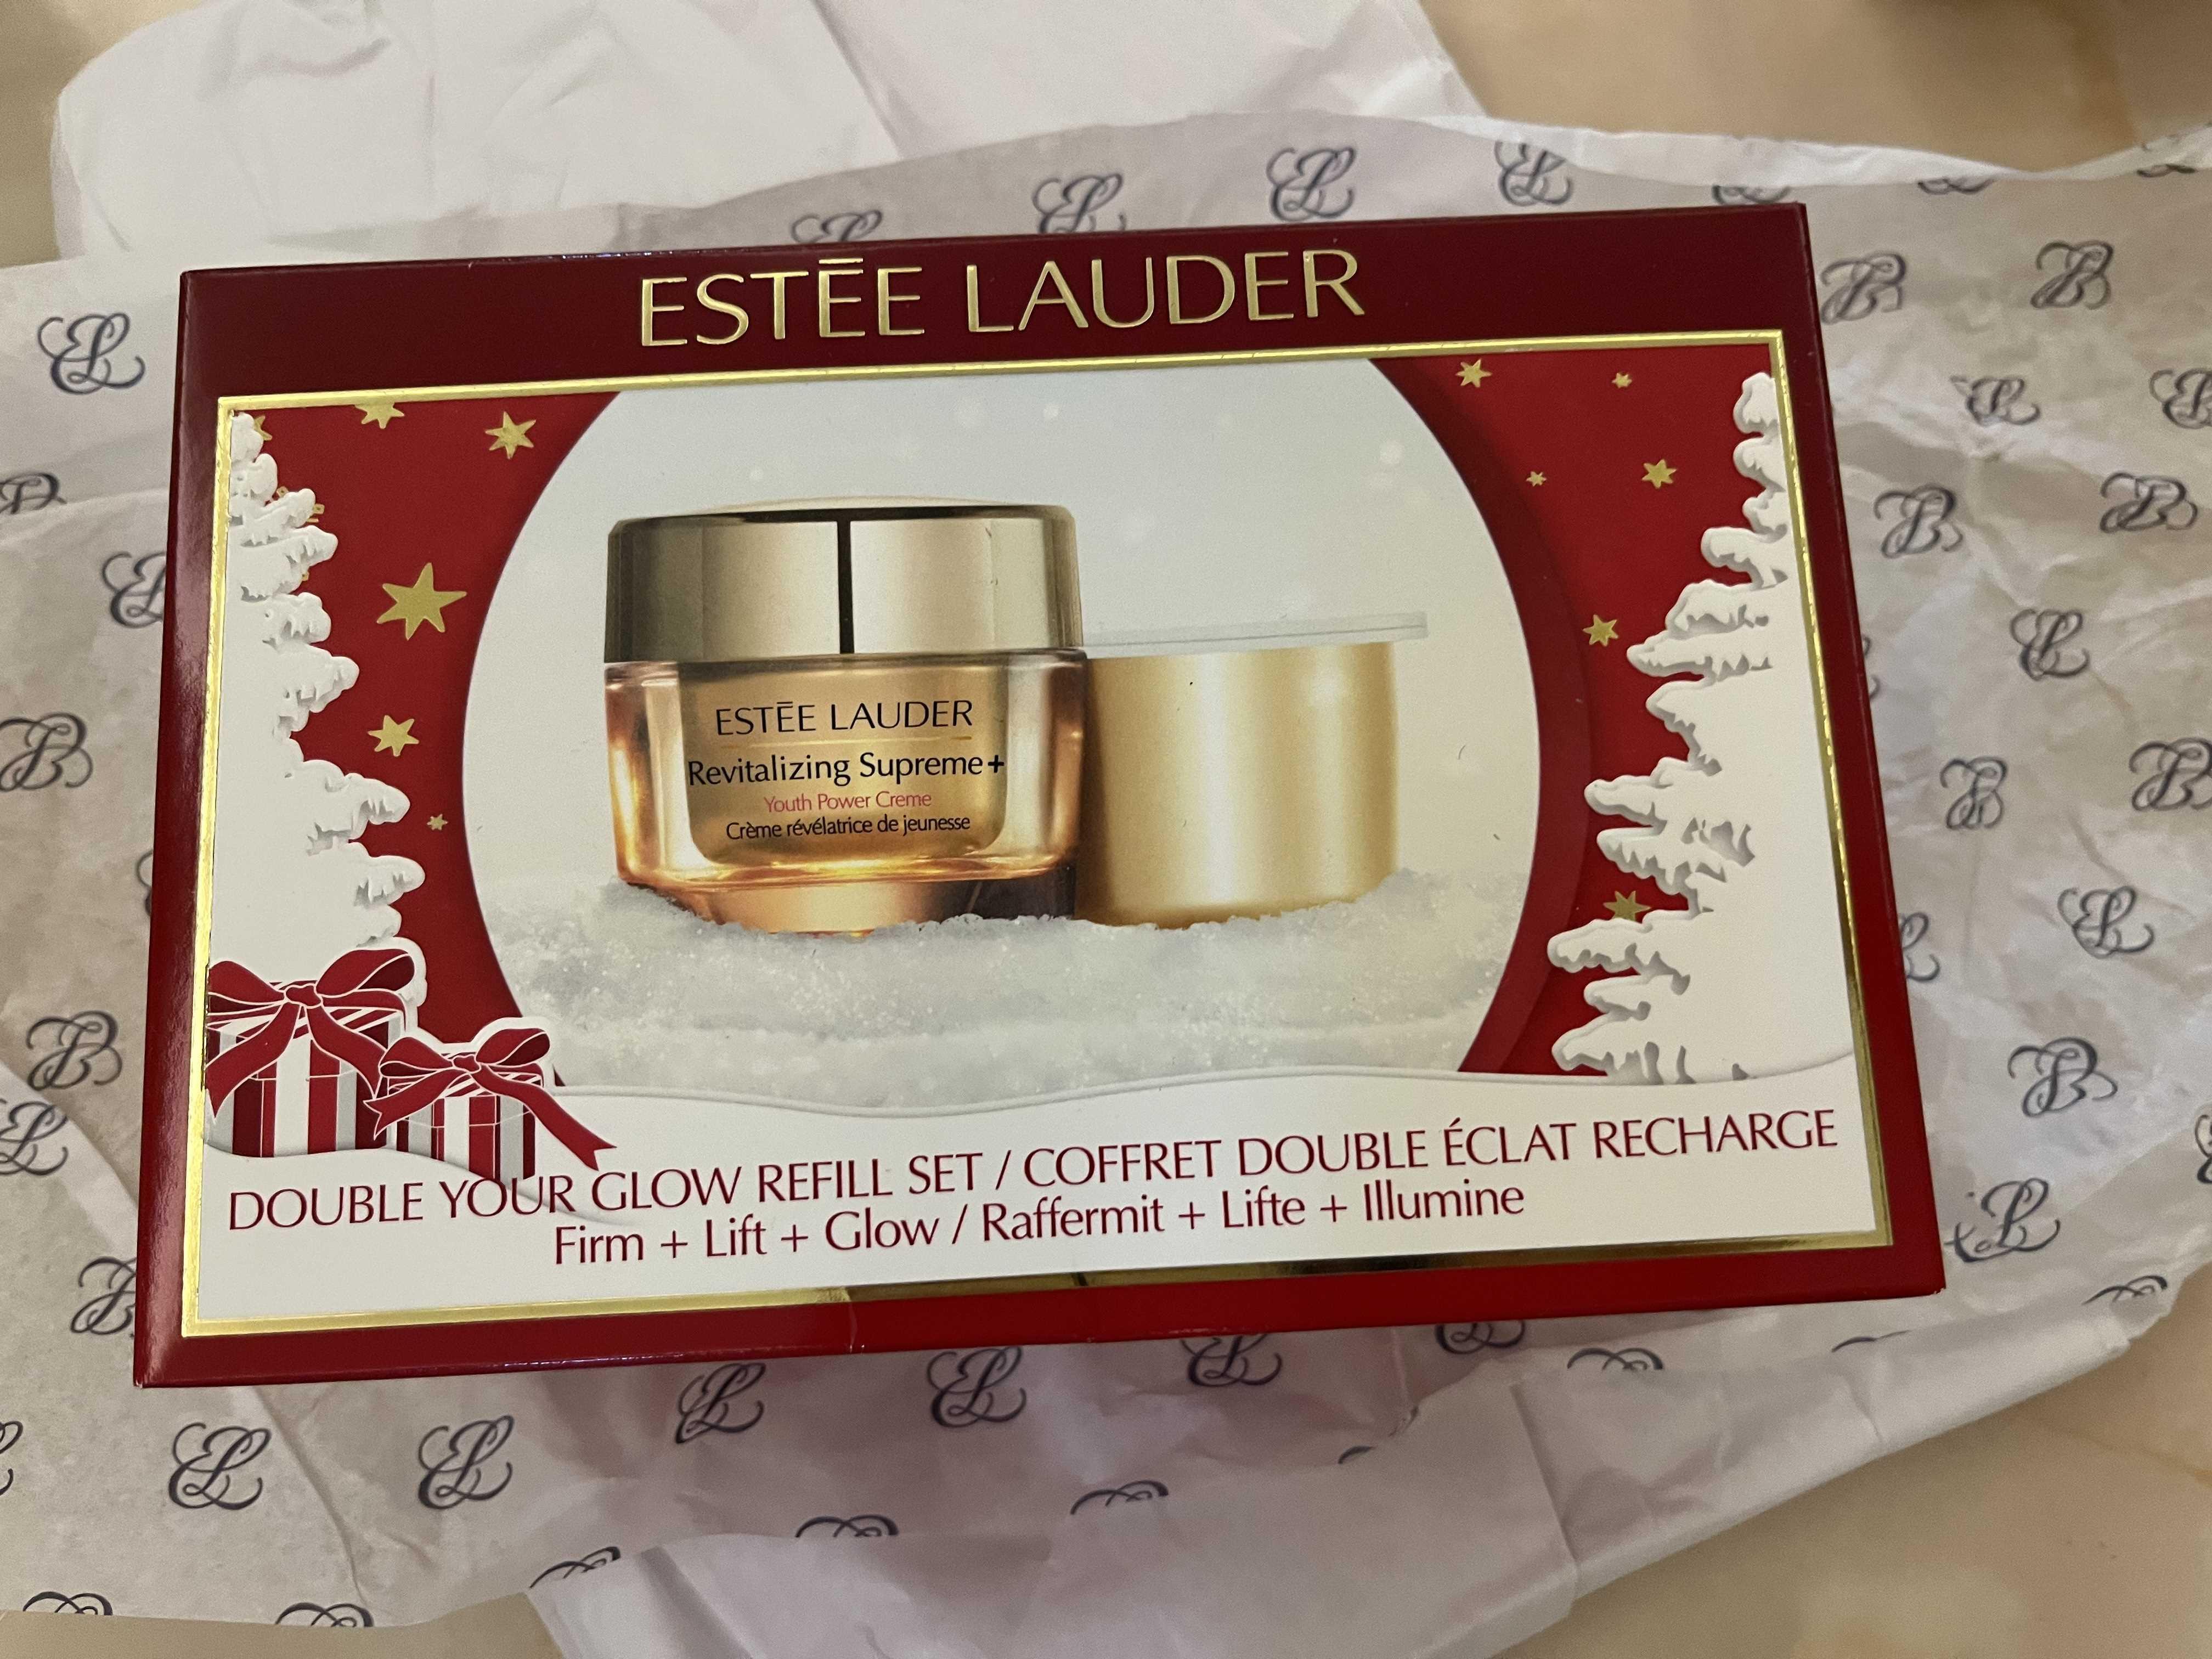 ESTĒE LAUDER
ESTĒE LAUDER
Revitalizing Supreme+
Youth Power Creme
Crème révélatrice de jeunesse
DOUBLE YOUR GLOW REFILL SET / COFFRET DOUBLE ÉCLAT RECHARGE
Firm + Lift + Glow / Raffermit + Lifte + Illumine